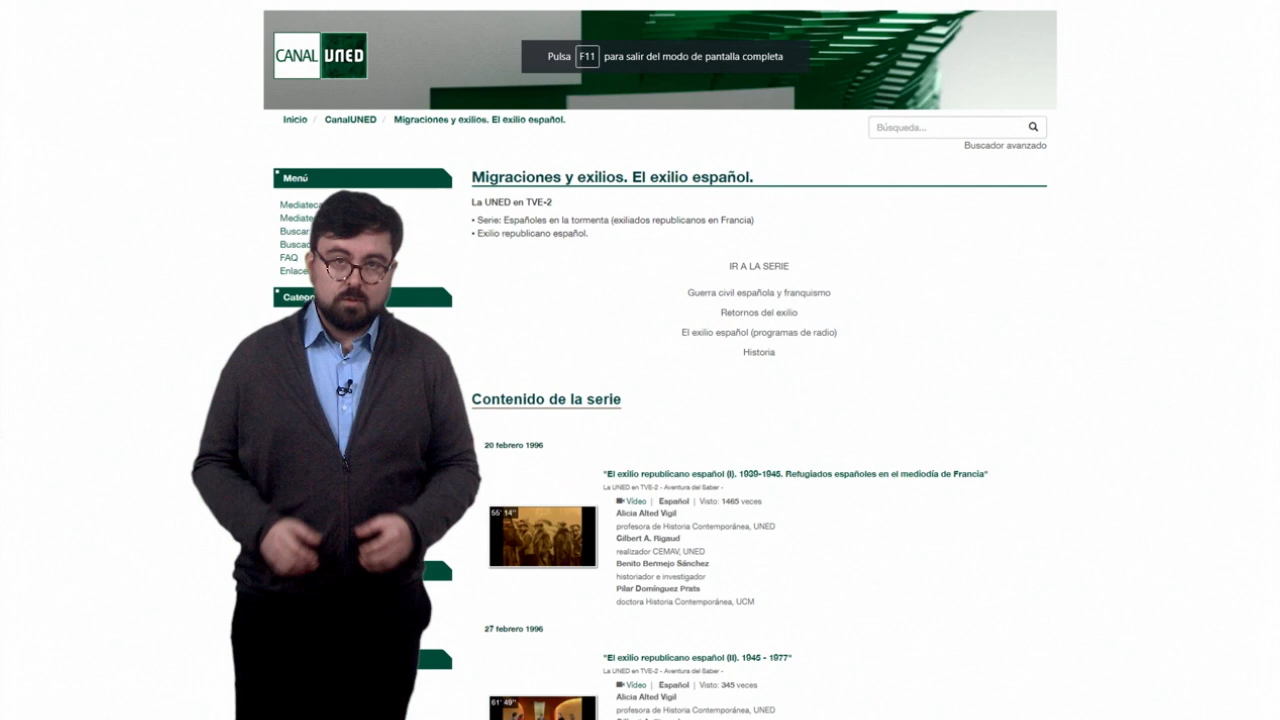 CANAL UNED
Pulsa F11 para salir del modo de pantalla completa
Inicio / CanalUNED / Migraciones y exilios. El exilio español.
Búsqueda...
Buscador avanzado
Menú
Mediateca
Buscar
FAQ
Migraciones y exilios. El exilio español.
La UNED en TVE-2
• Serie: Españoles en la tormenta (exiliados republicanos en Francia)
• Exilio republicano español.
IR A LA SERIE
Guerra civil española y franquismo
Retornos del exilio
El exilio español (programas de radio)
Historia
Contenido de la serie
20 febrero 1996
"El exilio republicano español (I). 1939-1945. Refugiados españoles en el mediodía de Francia"
La UNED en TVE-2 - Aventura del Saber -
Vídeo | Español | Visto: 1465 veces
55' 14''
Alicia Alted Vigil
profesora de Historia Contemporánea, UNED
Gilbert A. Rigaud
realizador CEMAV, UNED
Benito Bermejo Sánchez
historiador e investigador
Pilar Domínguez Prats
doctora Historia Contemporánea, UCM
27 febrero 1996
"El exilio republicano español (II). 1945 - 1977"
La UNED en TVE-2 - Aventura del Saber -
Vídeo | Español | Visto: 345 veces
61' 49''
Alicia Alted Vigil
profesora de Historia Contemporánea, UNED